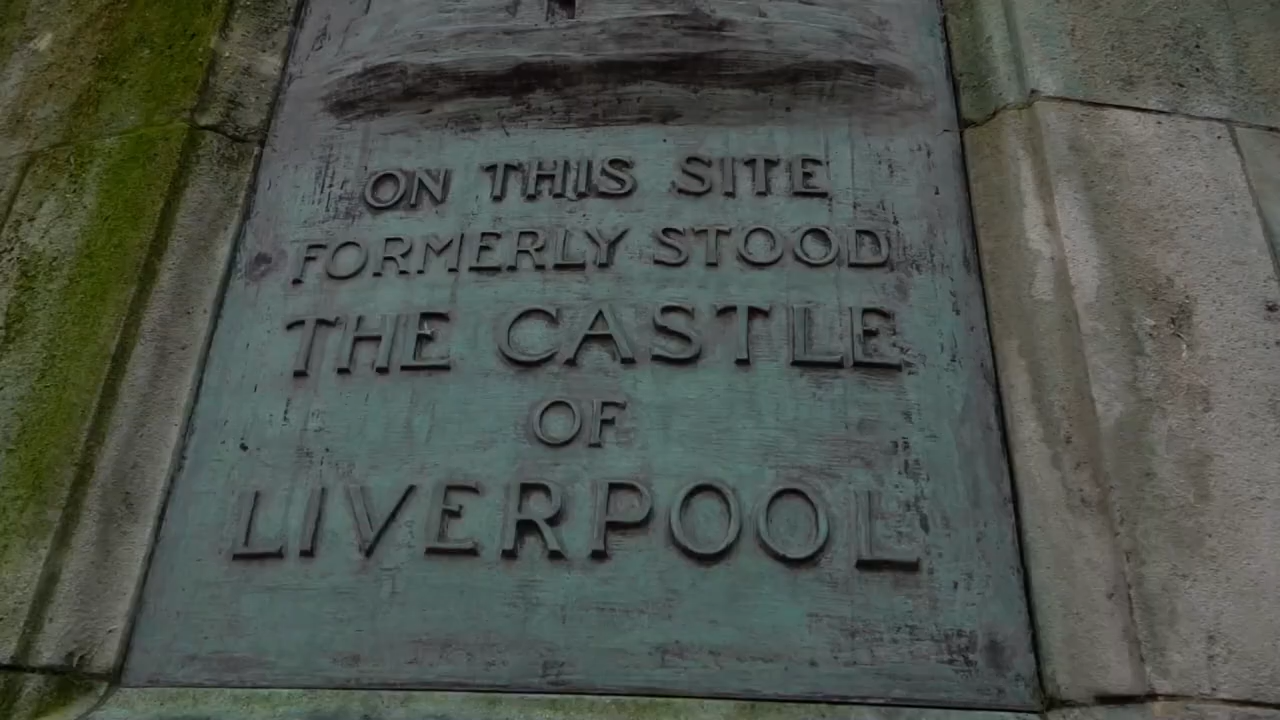 ON THIS SITE
FORMERLY STOOD
THE CASTLE
OF
LIVERPOOL